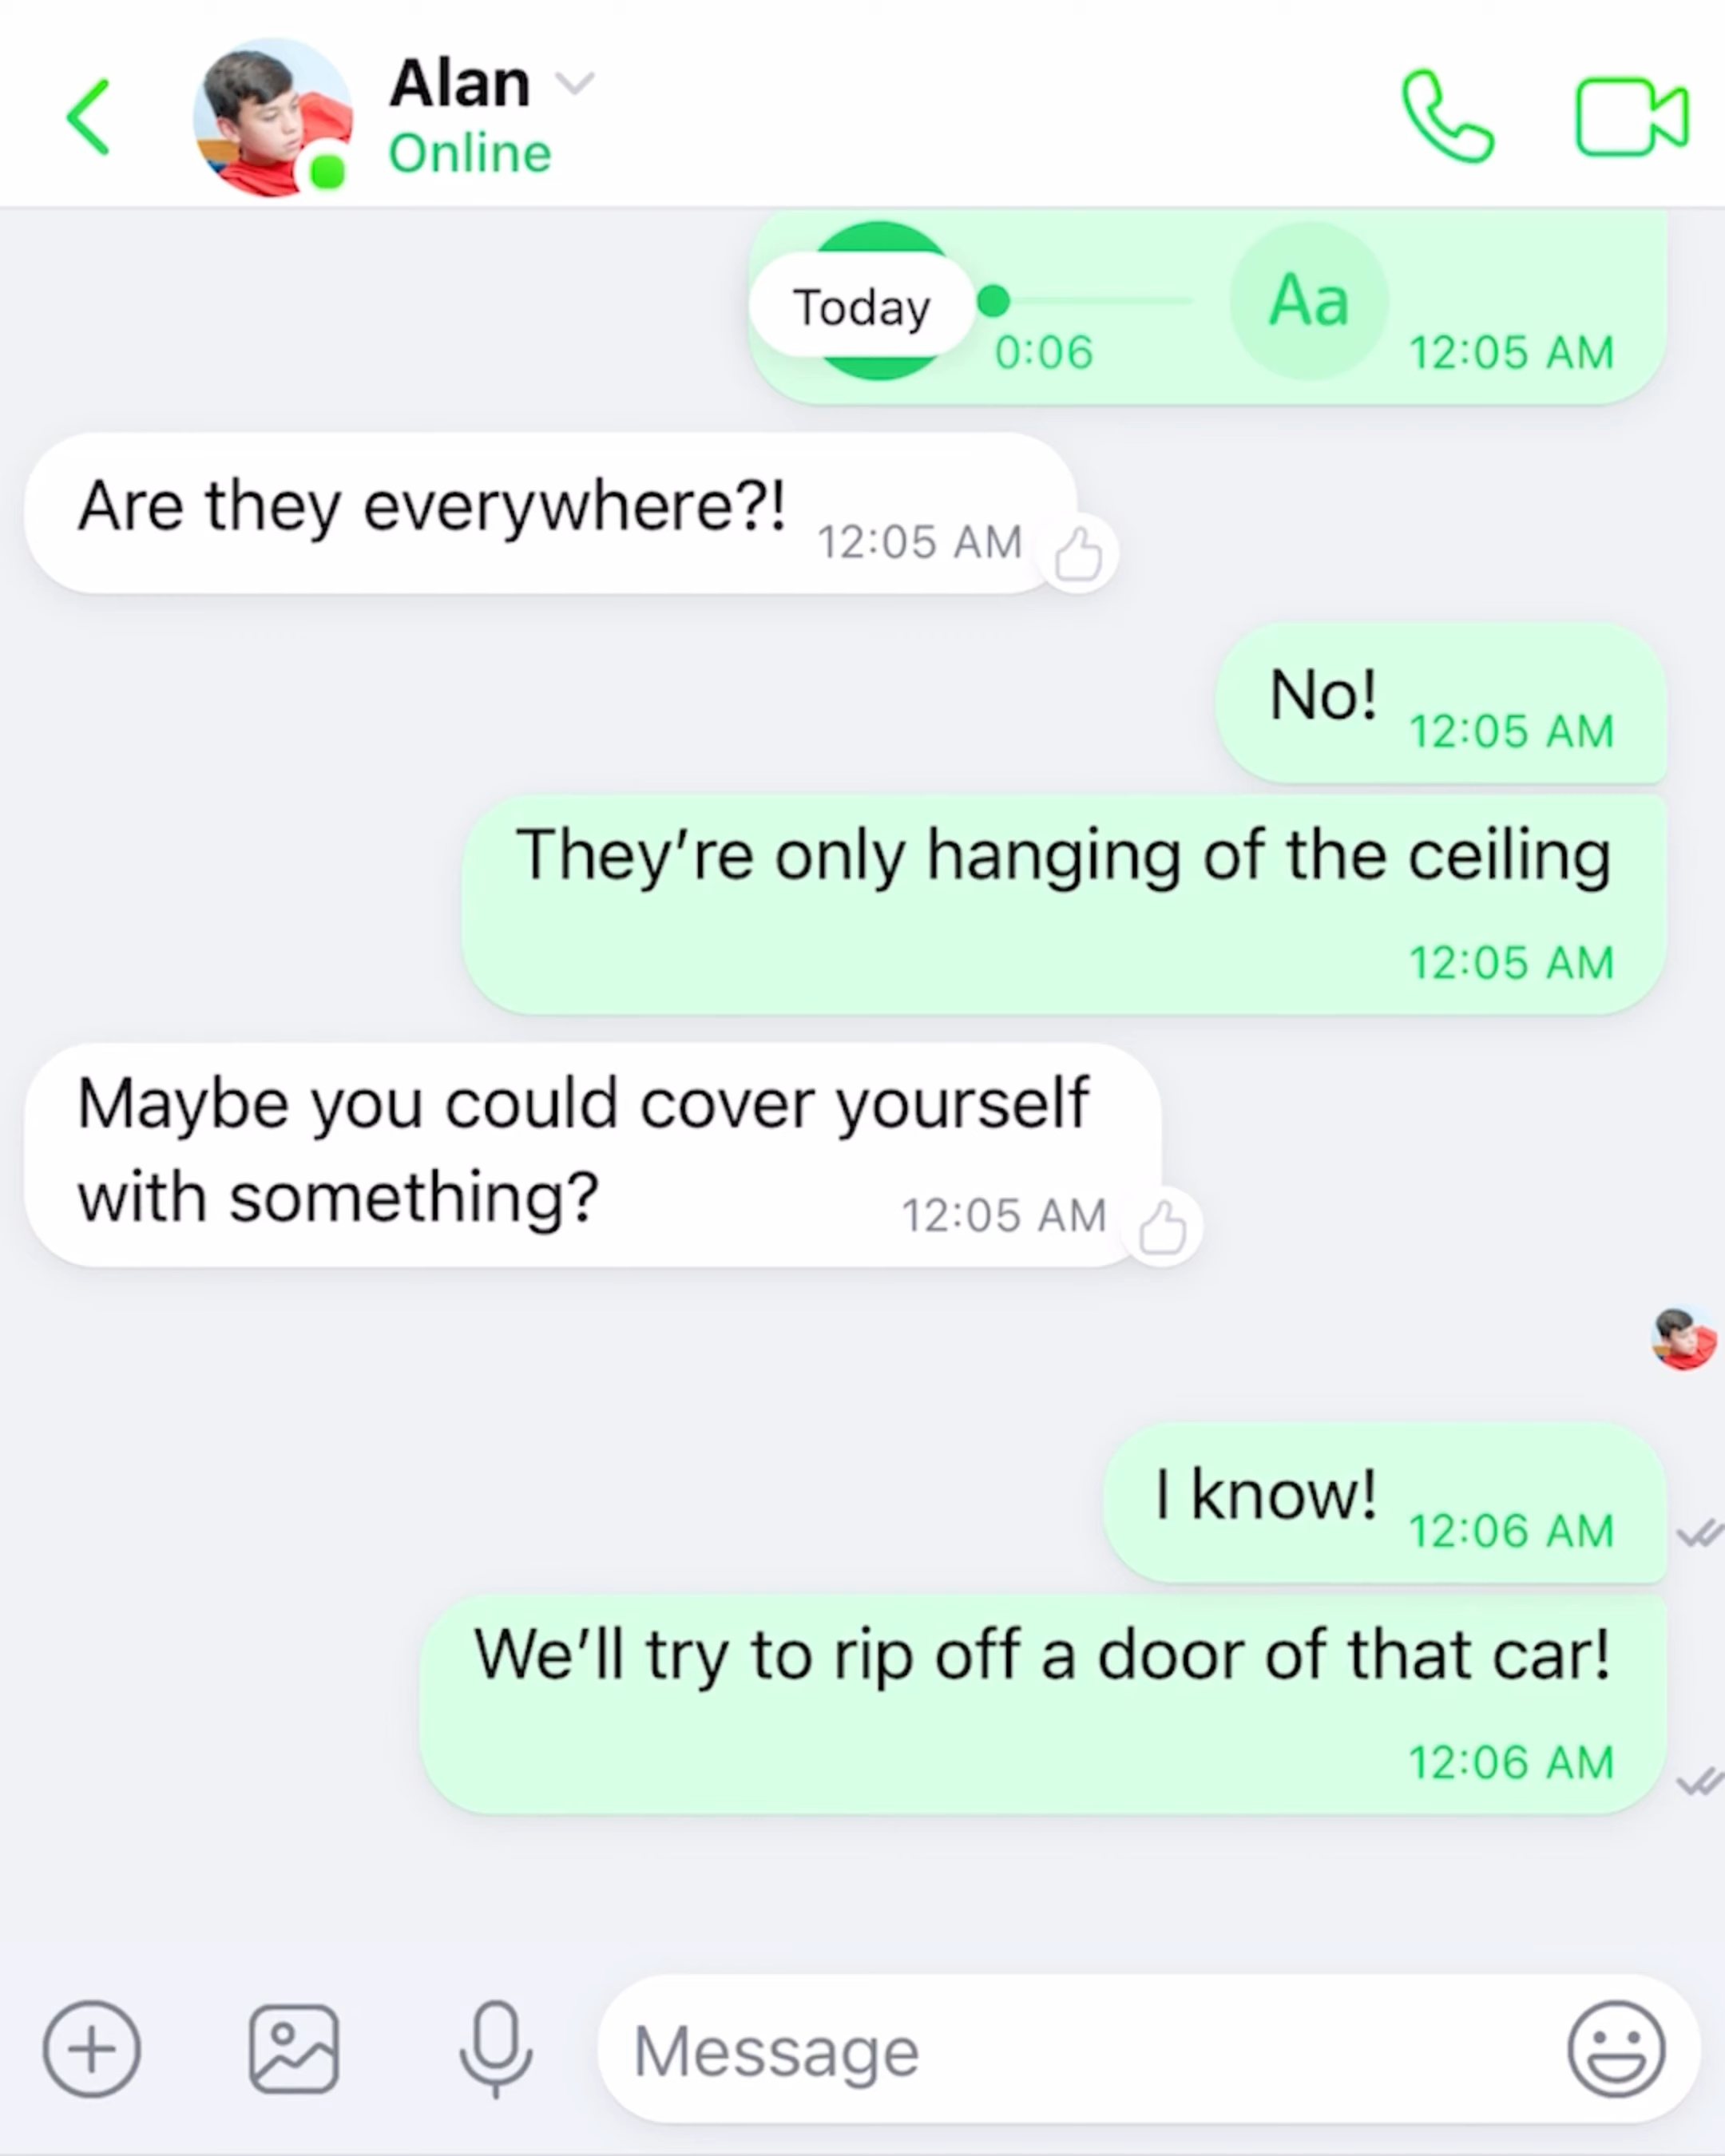 Alan
Online
Today
0:06
Aa
12:05 AM
Are they everywhere?!
12:05 AM
No!
12:05 AM
They’re only hanging of the ceiling
12:05 AM
Maybe you could cover yourself
with something?
12:05 AM
I know!
12:06 AM
We’ll try to rip off a door of that car!
12:06 AM
Message